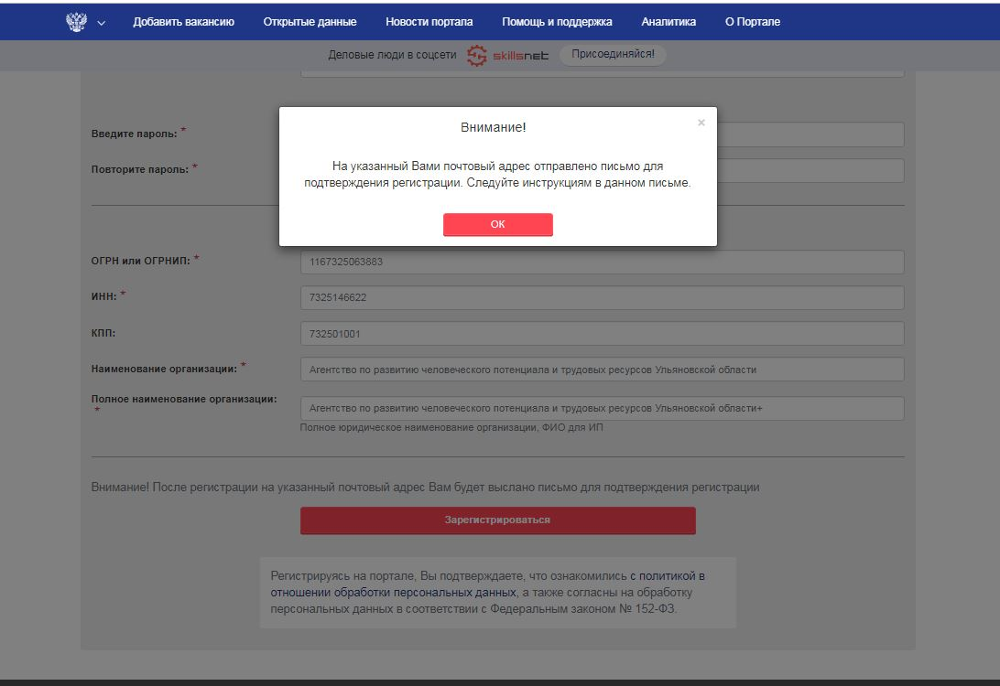 Добавить вакансию Открытые данные Новости портала Помощь и поддержка Аналитика О Портале
Деловые люди в соцсети skillsnet Присоединяйся!
×
Внимание!
На указанный Вами почтовый адрес отправлено письмо для
подтверждения регистрации. Следуйте инструкциям в данном письме.
ОК
Введите пароль: *
Повторите пароль: *
ОГРН или ОГРНИП: * 1167325063883
ИНН: * 7325146622
КПП: 732501001
Наименование организации: * Агентство по развитию человеческого потенциала и трудовых ресурсов Ульяновской области
Полное наименование организации:
* Агентство по развитию человеческого потенциала и трудовых ресурсов Ульяновской области+
Полное юридическое наименование организации, ФИО для ИП
Внимание! После регистрации на указанный почтовый адрес Вам будет выслано письмо для подтверждения регистрации
Зарегистрироваться
Регистрируясь на портале, Вы подтверждаете, что ознакомились с политикой в
отношении обработки персональных данных, а также согласны на обработку
персональных данных в соответствии с Федеральным законом № 152-ФЗ.